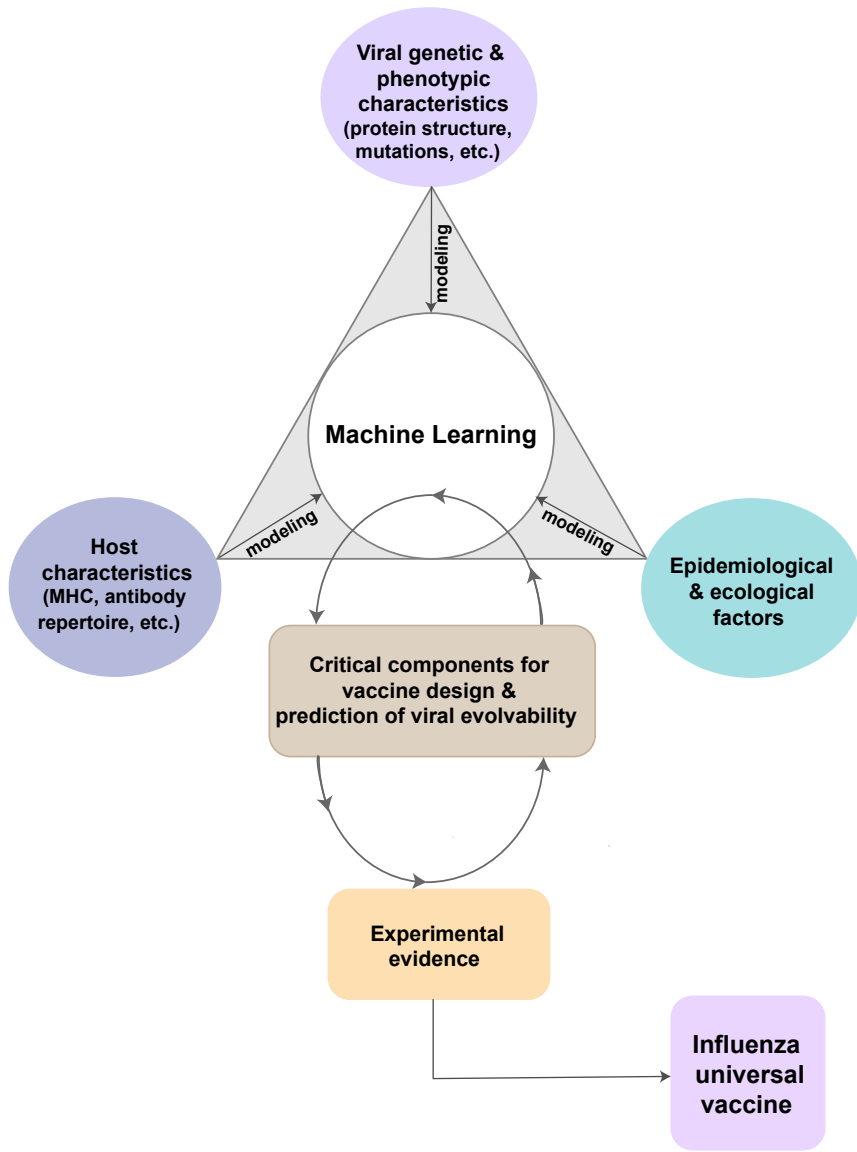 Viral genetic &
phenotypic
characteristics
(protein structure,
mutations, etc.)
modeling
Machine Learning
modeling
modeling
Host
characteristics
(MHC, antibody
repertoire, etc.)
Epidemiological
& ecological
factors
Critical components for
vaccine design &
prediction of viral evolvability
Experimental
evidence
Influenza
universal
vaccine